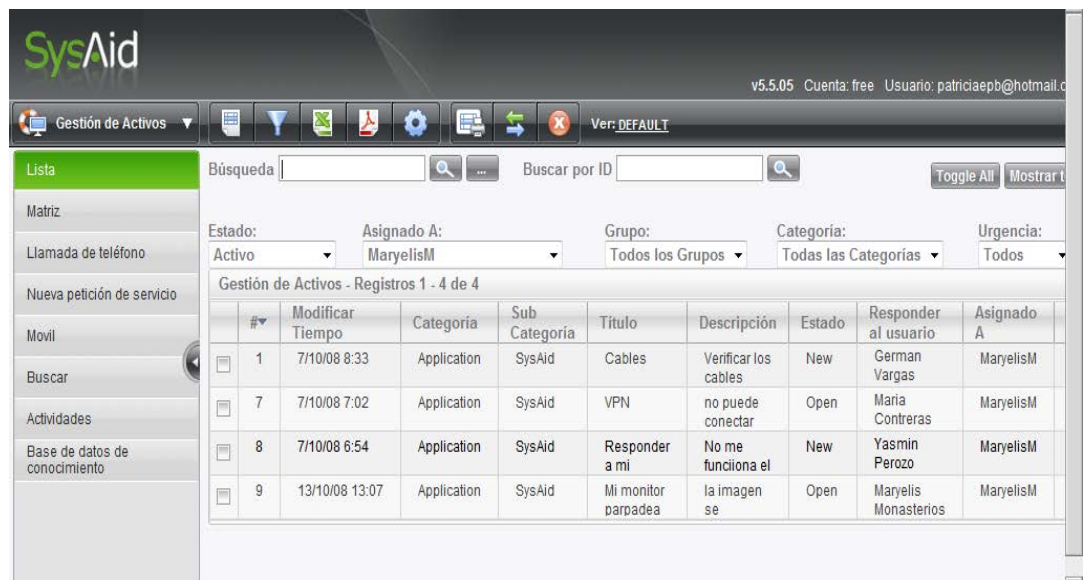 SysAid
v5.5.05 Cuenta: free Usuario: patriciaepb@hotmail.c
Gestión de Activos
Ver: DEFAULT
Lista
Matriz
Llamada de teléfono
Nueva petición de servicio
Movil
Buscar
Actividades
Base de datos de
conocimiento
Búsqueda ... Buscar por ID
Toggle All Mostrar t
Estado: Asignado A: Grupo: Categoría: Urgencia:
Activo MaryelisM Todos los Grupos Todas las Categorías Todos
Gestión de Activos - Registros 1 - 4 de 4
# Modificar Tiempo Categoría Sub Categoría Título Descripción Estado Responder al usuario Asignado A
1 7/10/08 8:33 Application SysAid Cables Verificar los cables New German Vargas MaryelisM
7 7/10/08 7:02 Application SysAid VPN no puede conectar Open Maria Contreras MaryelisM
8 7/10/08 6:54 Application SysAid Responder a mi No me funciiona el New Yasmin Perozo MaryelisM
9 13/10/08 13:07 Application SysAid Mi monitor parpadea la imagen se Open Maryelis Monasterios MaryelisM